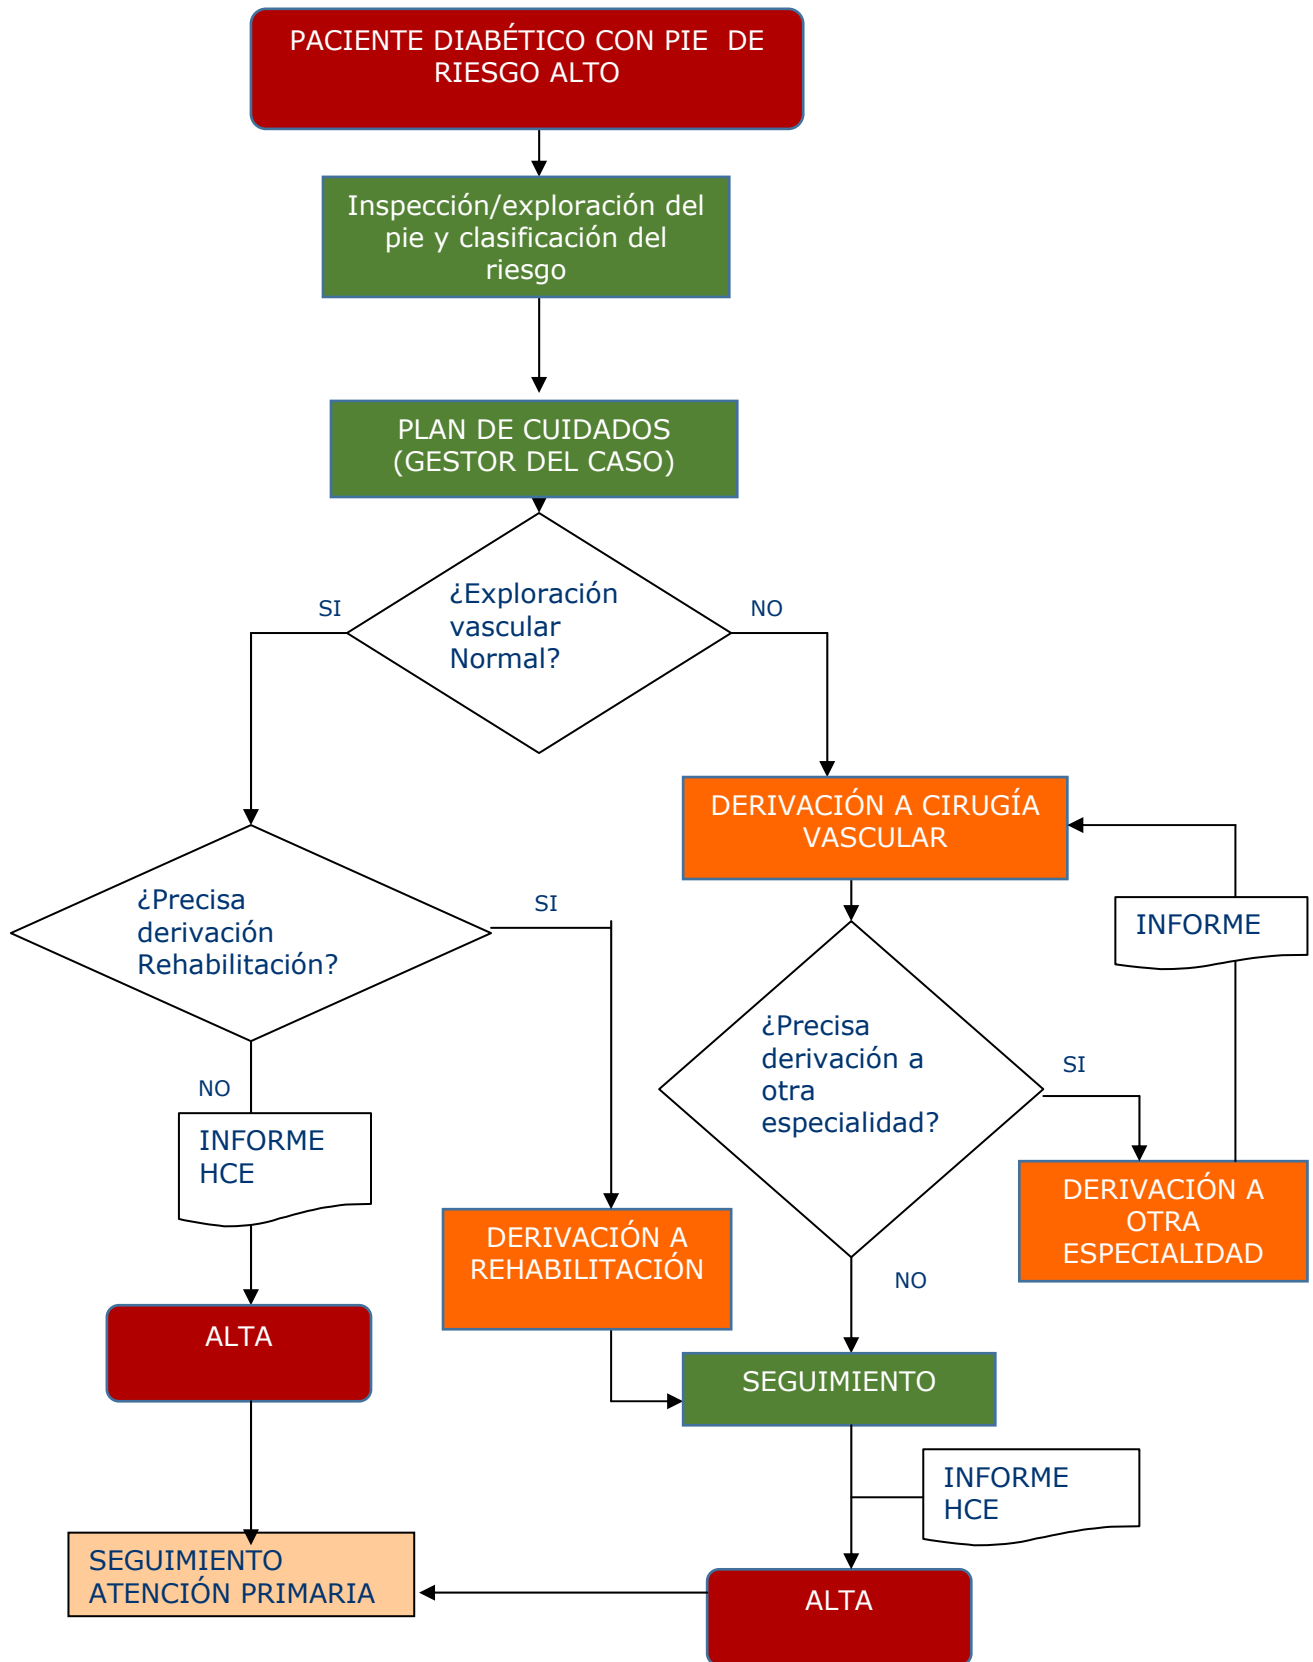 PACIENTE DIABÉTICO CON PIE DE
RIESGO ALTO
Inspección/exploración del
pie y clasificación del
riesgo
PLAN DE CUIDADOS
(GESTOR DEL CASO)
¿Exploración
vascular
Normal?
SI
NO
DERIVACIÓN A CIRUGÍA
VASCULAR
¿Precisa
derivación
Rehabilitación?
SI
INFORME
¿Precisa
derivación a
otra
especialidad?
SI
NO
INFORME
HCE
DERIVACIÓN A
OTRA
ESPECIALIDAD
DERIVACIÓN A
REHABILITACIÓN
NO
ALTA
SEGUIMIENTO
INFORME
HCE
SEGUIMIENTO
ATENCIÓN PRIMARIA
ALTA